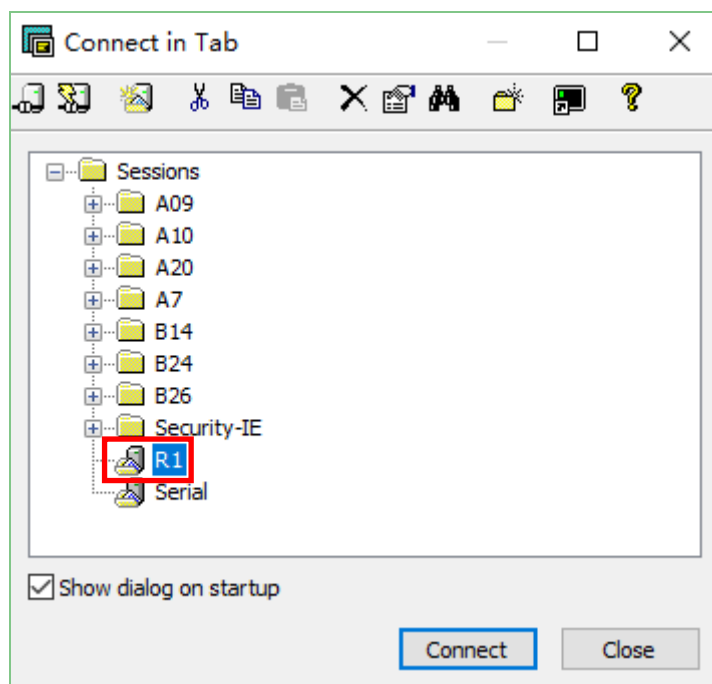 Connect in Tab
Sessions
A09
A10
A20
A7
B14
B24
B26
Security-IE
R1
Serial
Show dialog on startup
Connect Close